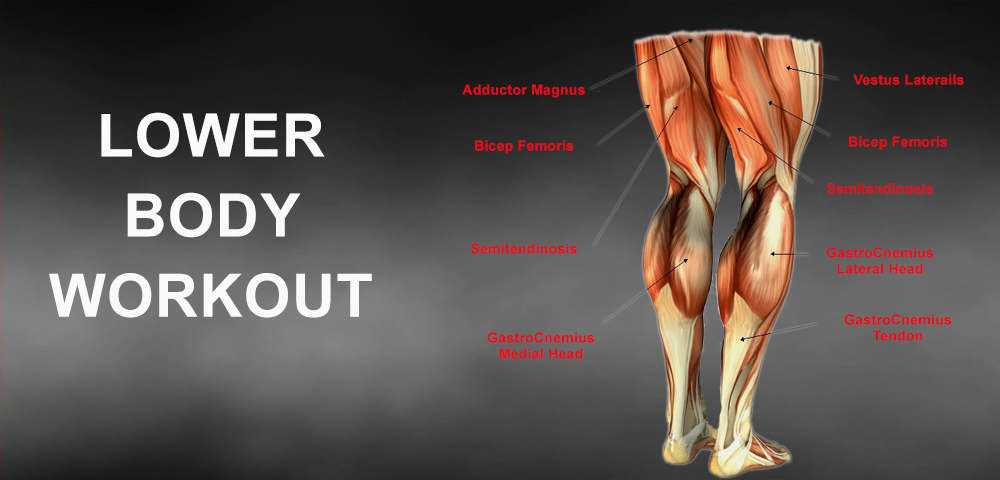 LOWER
BODY
WORKOUT
Adductor Magnus
Bicep Femoris
Semitendinosis
GastroCnemius
Medial Head
Vestus Laterails
Bicep Femoris
Semitendinosis
GastroCnemius
Lateral Head
GastroCnemius
Tendon